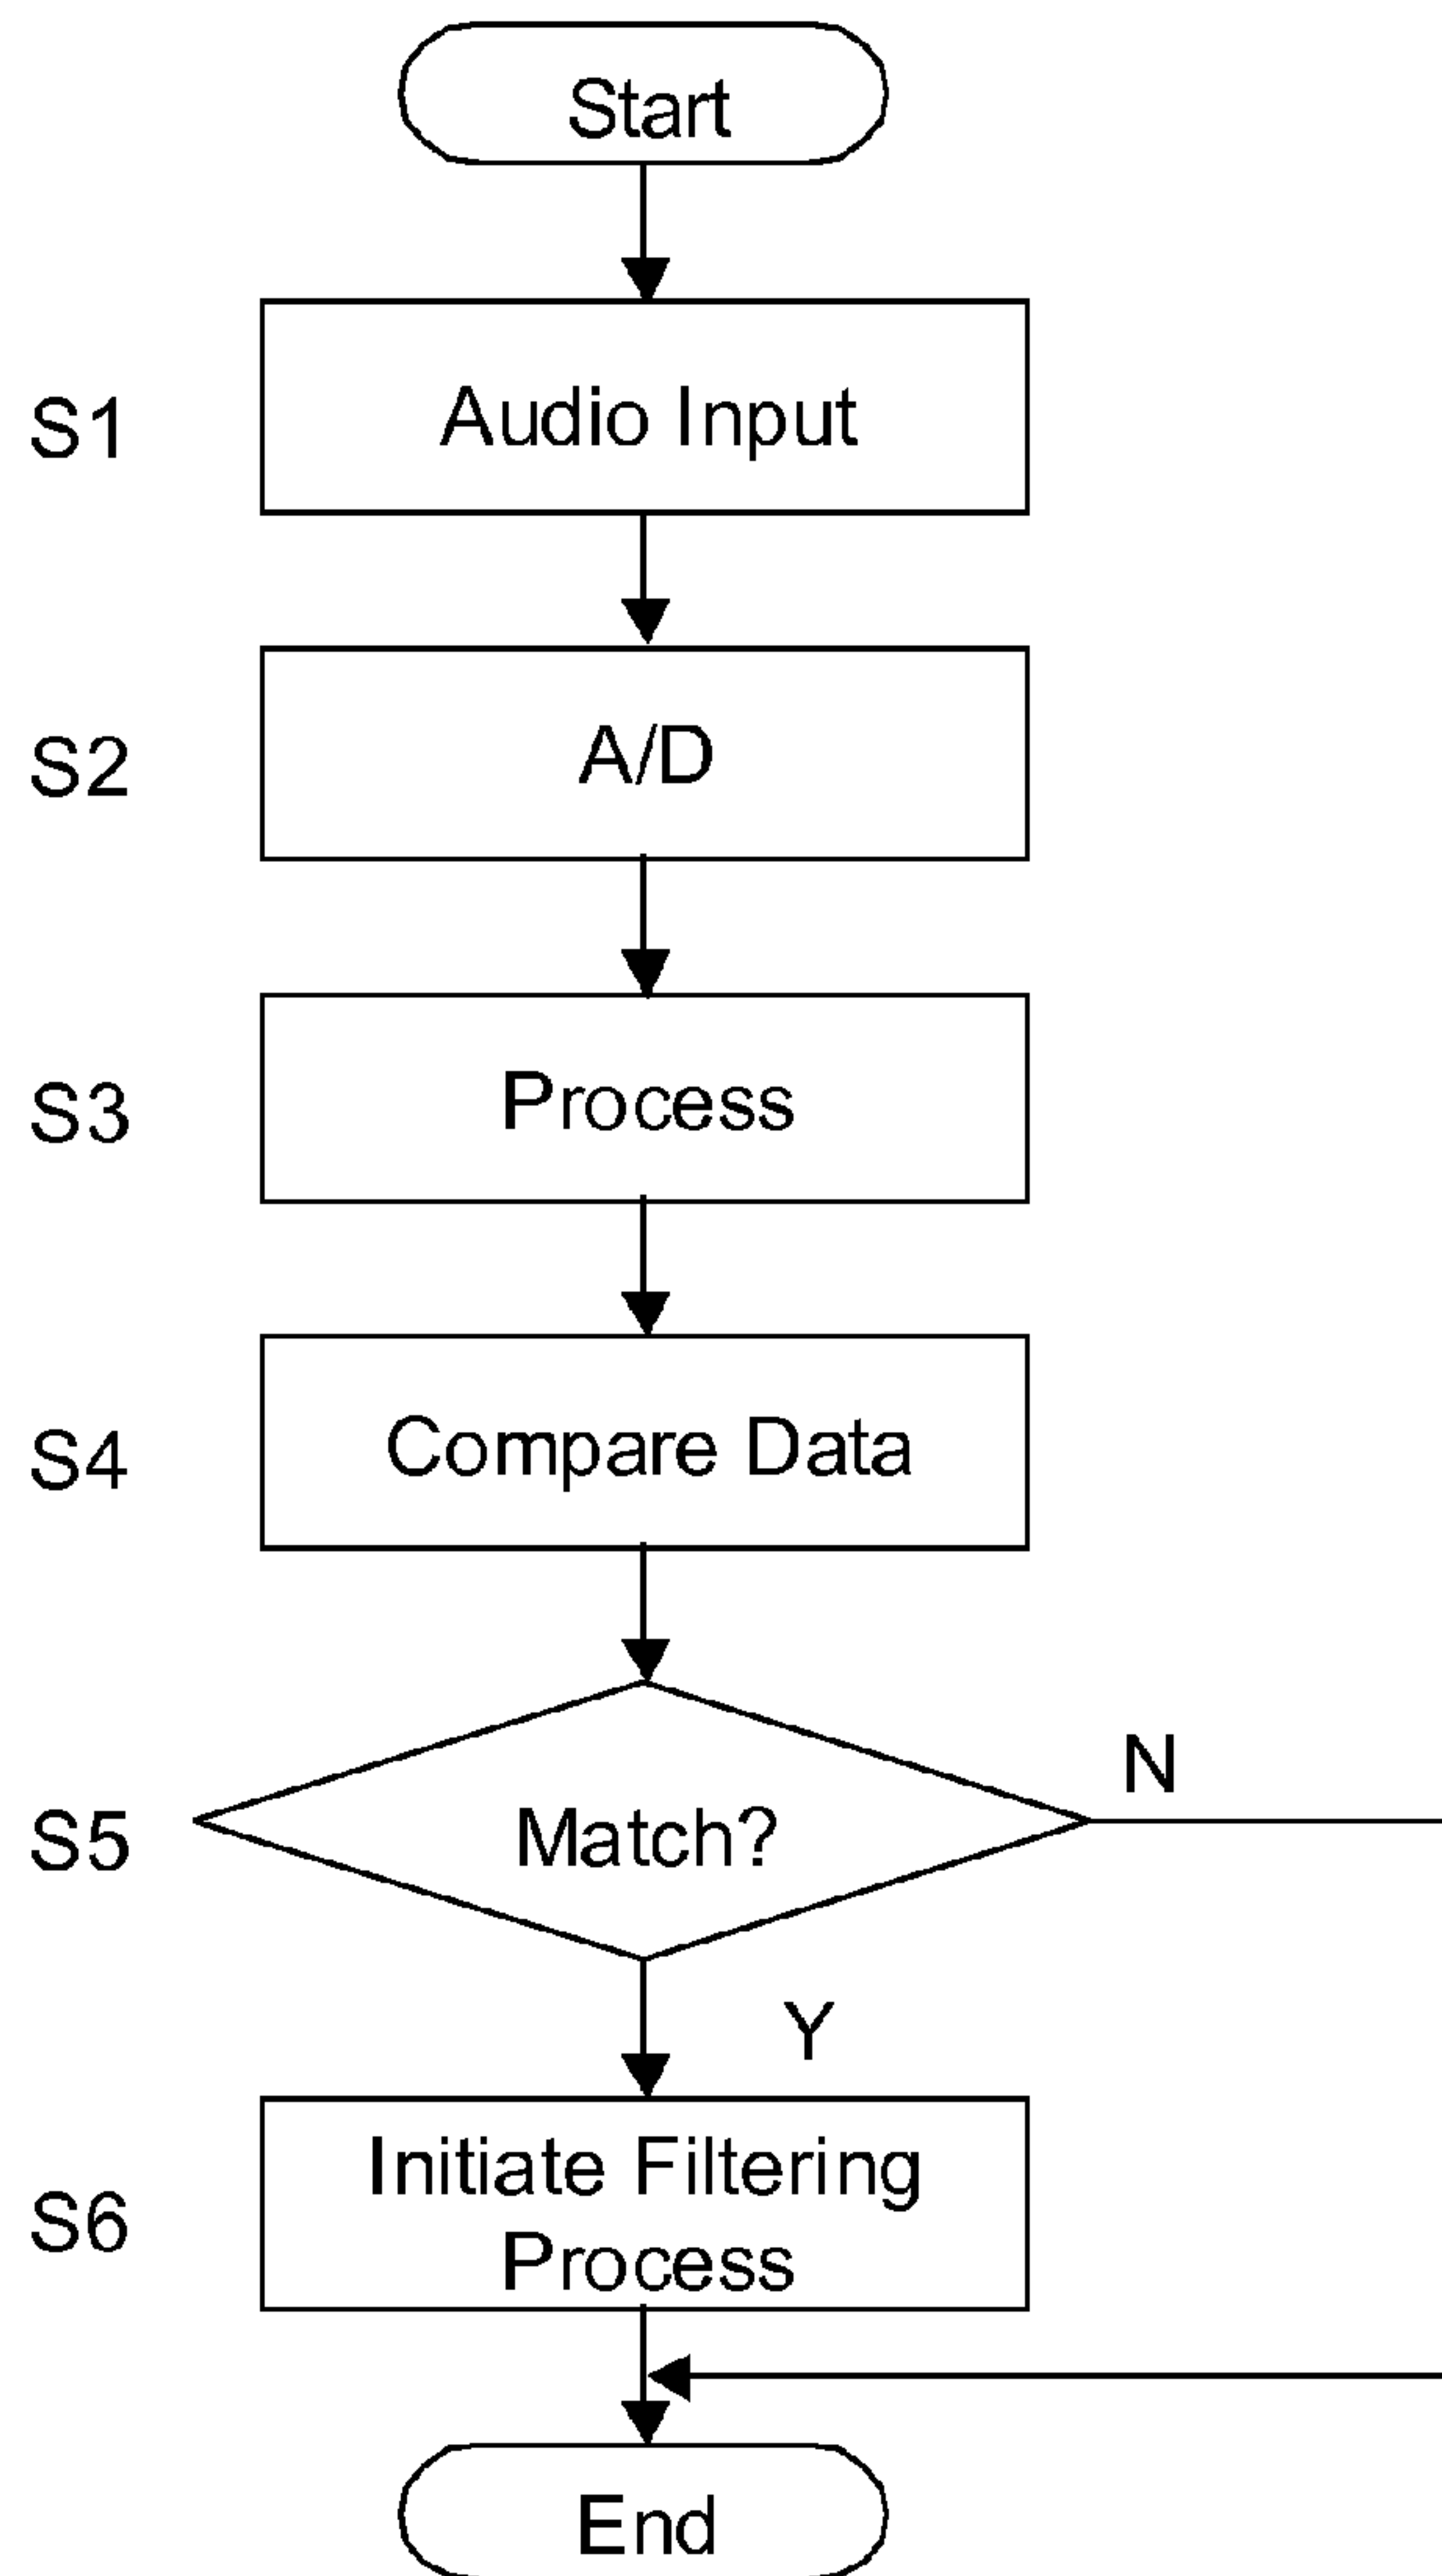 Start
S1
Audio Input
S2
A/D
S3
Process
S4
Compare Data
S5
Match?
N
Y
S6
Initiate Filtering
Process
End